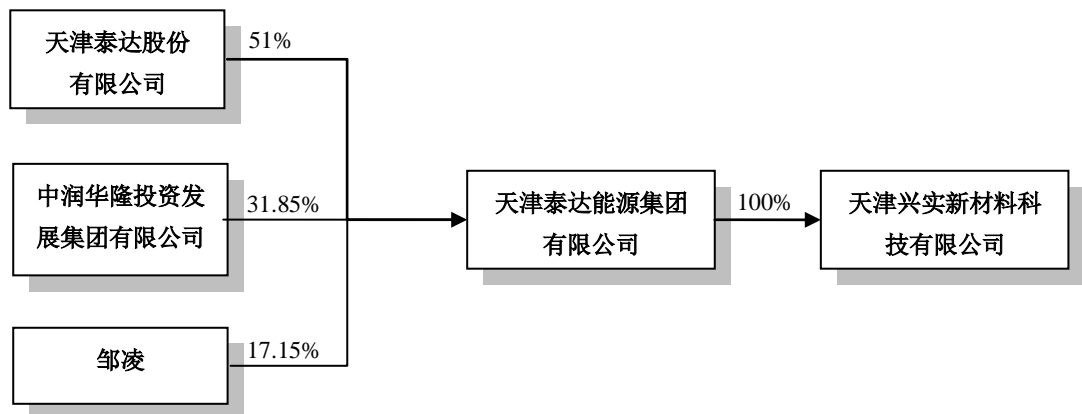 天津泰达股份
有限公司
51%
中润华隆投资发
展集团有限公司
31.85%
邹凌
17.15%
天津泰达能源集团
有限公司
100%
天津兴实新材料科
技有限公司